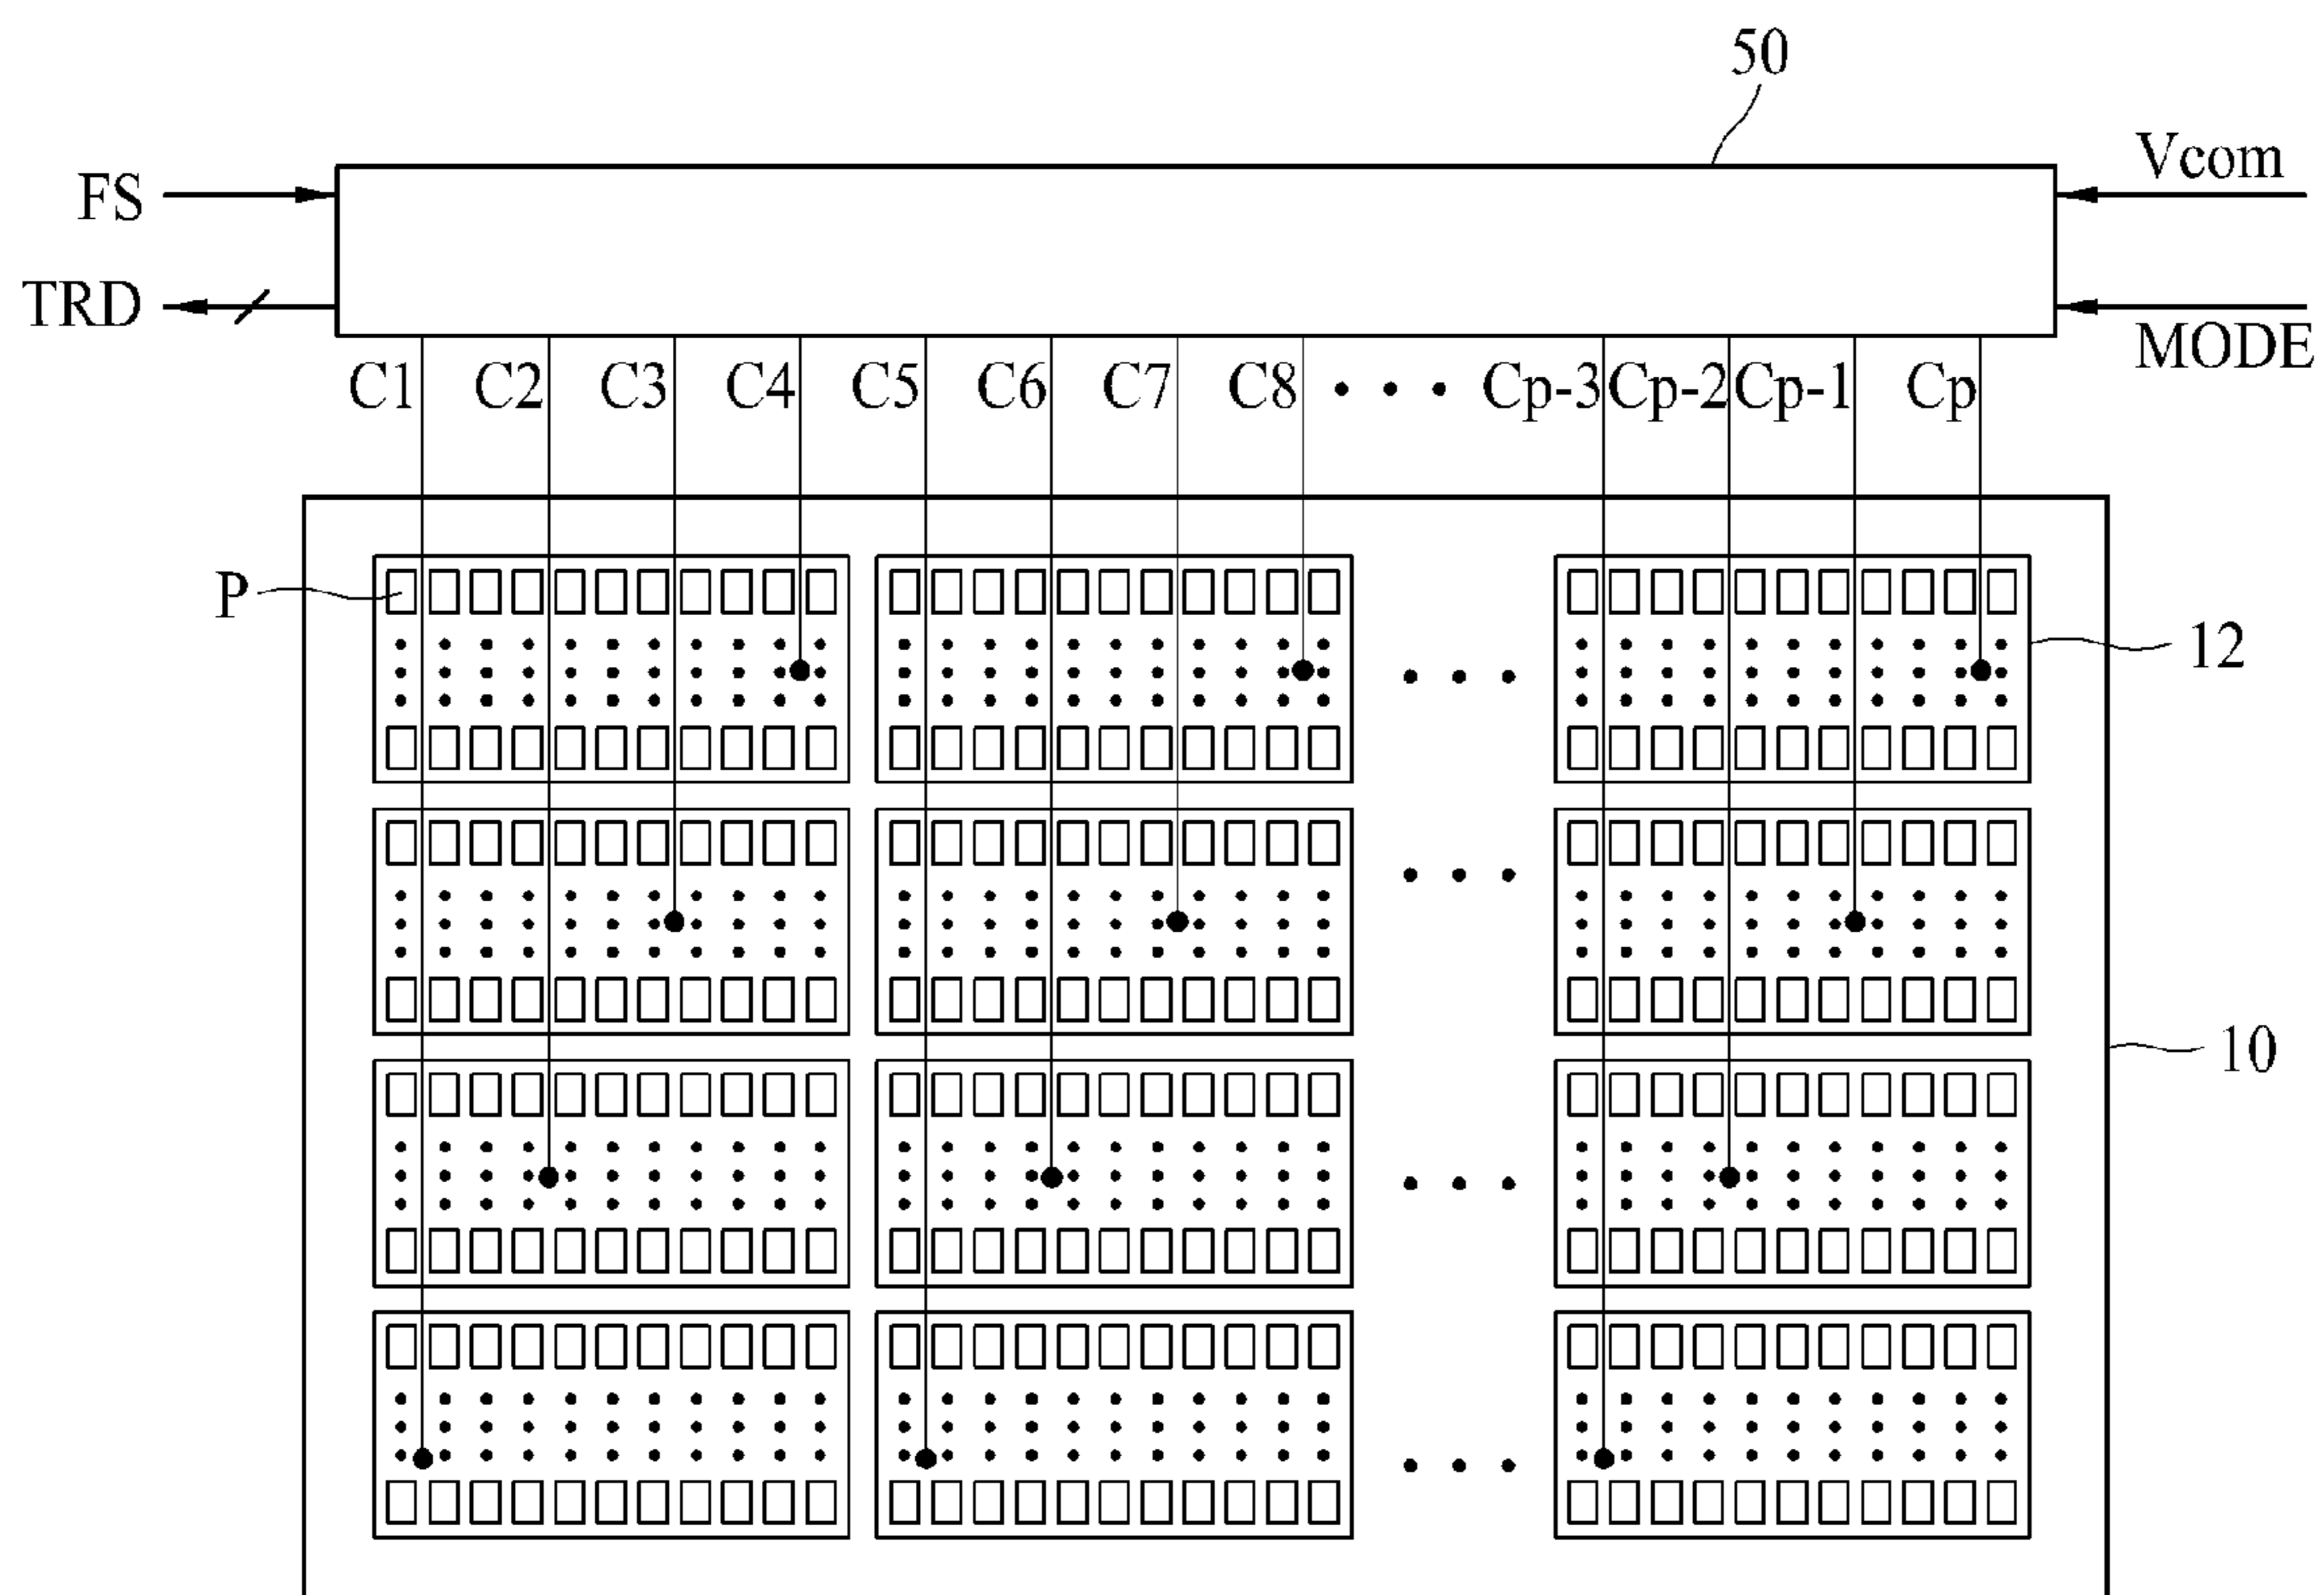 50
Vcom
FS
TRD
MODE
C1 C2 C3 C4 C5 C6 C7 C8 • • • Cp-3 Cp-2 Cp-1 Cp
P
12
10